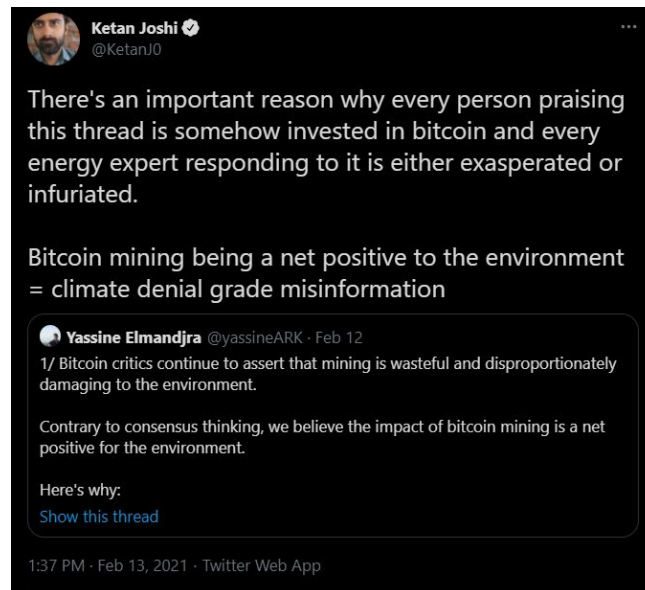 Ketan Joshi
@KetanJ0
There's an important reason why every person praising
this thread is somehow invested in bitcoin and every
energy expert responding to it is either exasperated or
infuriated.
Bitcoin mining being a net positive to the environment
= climate denial grade misinformation
Yassine Elmandjra @yassineARK · Feb 12
1/ Bitcoin critics continue to assert that mining is wasteful and disproportionately
damaging to the environment.
Contrary to consensus thinking, we believe the impact of bitcoin mining is a net
positive for the environment.
Here's why:
Show this thread
1:37 PM · Feb 13, 2021 · Twitter Web App